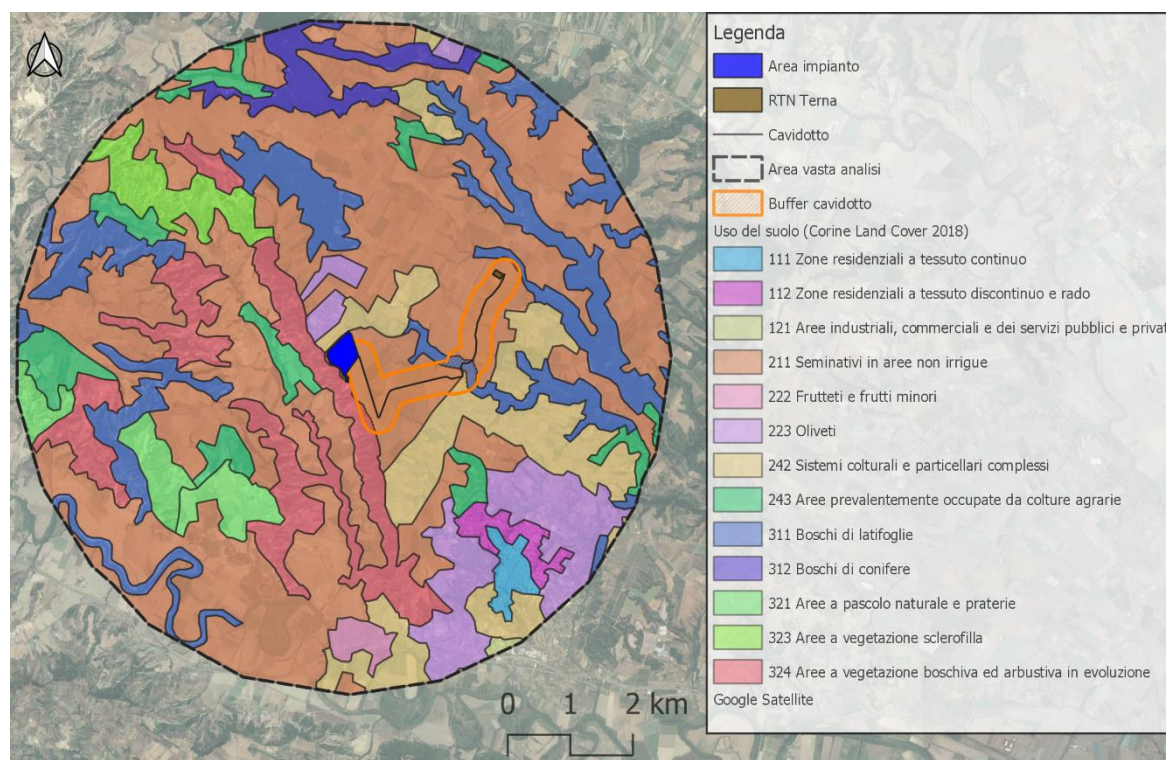 Legenda
Area impianto
RTN Terna
Cavidotto
Area vasta analisi
Buffer cavidotto
Uso del suolo (Corine Land Cover 2018)
111 Zone residenziali a tessuto continuo
112 Zone residenziali a tessuto discontinuo e rado
121 Aree industriali, commerciali e dei servizi pubblici e privat
211 Seminativi in aree non irrigue
222 Frutteti e frutti minori
223 Oliveti
242 Sistemi colturali e particellari complessi
243 Aree prevalentemente occupate da colture agrarie
311 Boschi di latifoglie
312 Boschi di conifere
321 Aree a pascolo naturale e praterie
323 Aree a vegetazione sclerofilla
324 Aree a vegetazione boschiva ed arbustiva in evoluzione
Google Satellite
0 1 2 km